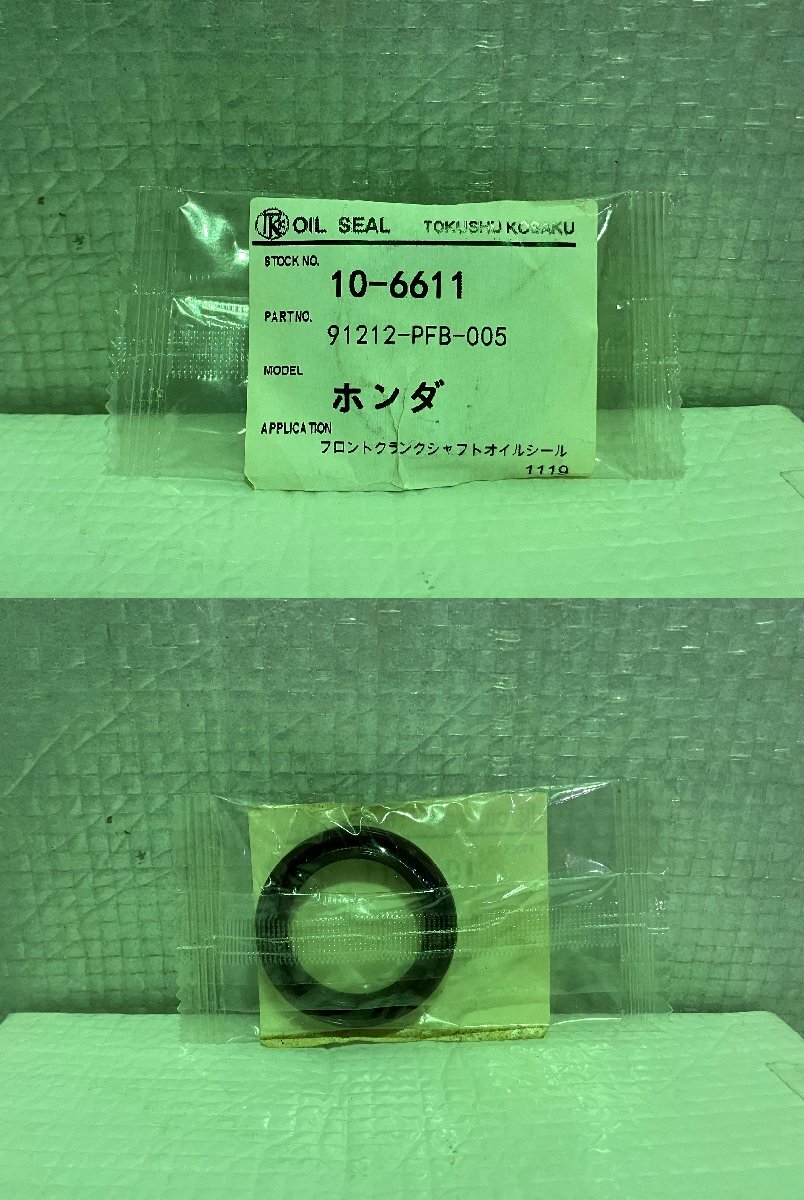 TK OIL SEAL TOKUSHU KOSAKU
STOCK NO.
10-6611
PART NO.
91212-PFB-005
MODEL
ホンダ
APPLICATION
フロントクランクシャフトオイルシール
1119